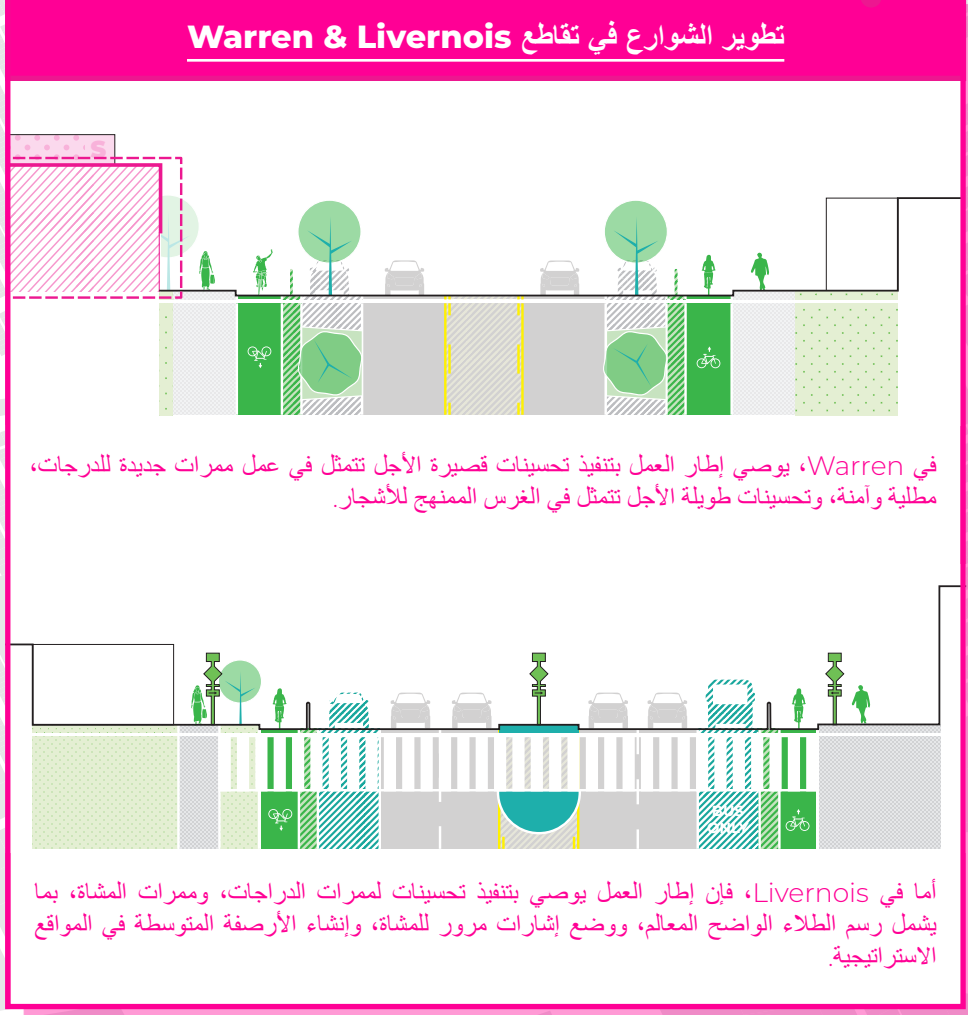 تطوير الشوارع في تقاطع Warren & Livernois
S
في Warren، يوصي إطار العمل بتنفيذ تحسينات قصيرة الأجل تتمثل في عمل ممرات جديدة للدرجات،
مطلية وآمنة، وتحسينات طويلة الأجل تتمثل في الغرس الممنهج للأشجار.
BUS
ONLY
أما في Livernois، فإن إطار العمل يوصي بتنفيذ تحسينات لممرات الدراجات، وممرات المشاة، بما
يشمل رسم الطلاء الواضح المعالم، ووضع إشارات مرور للمشاة، وإنشاء الأرصفة المتوسطة في المواقع
الاستراتيجية.